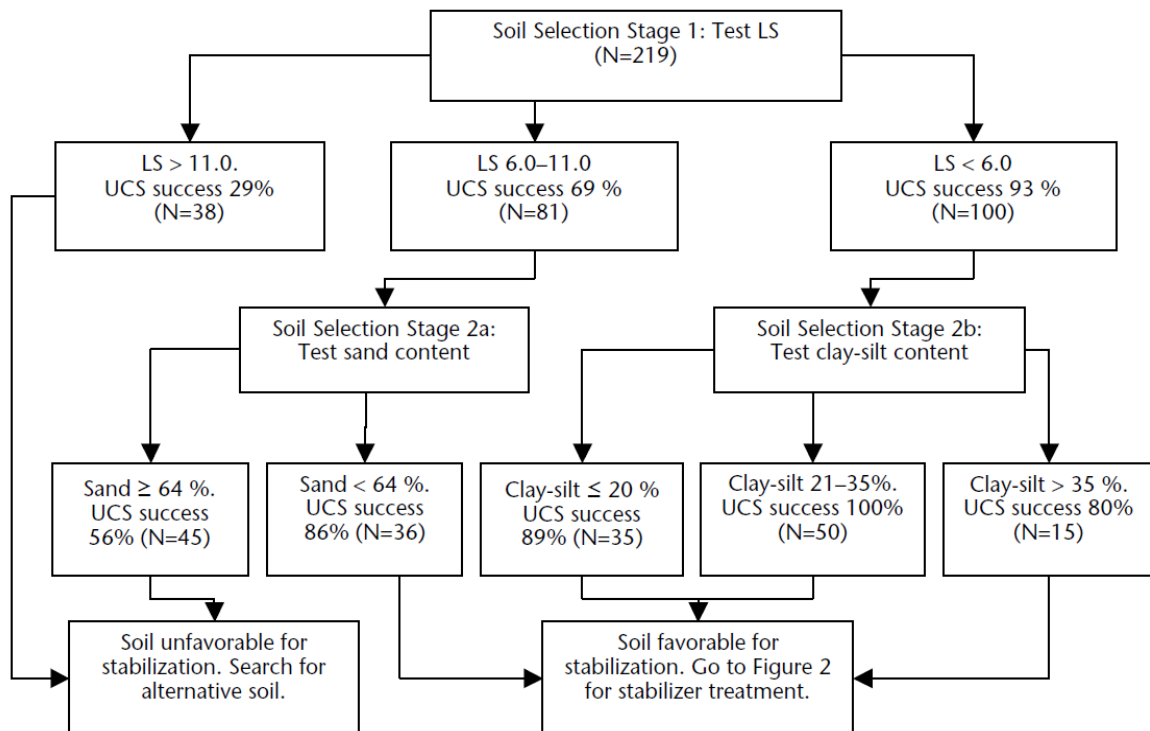 Soil Selection Stage 1: Test LS
(N=219)
LS > 11.0.
UCS success 29%
(N=38)
LS 6.0–11.0
UCS success 69 %
(N=81)
LS < 6.0
UCS success 93 %
(N=100)
Soil Selection Stage 2a:
Test sand content
Soil Selection Stage 2b:
Test clay-silt content
Sand ≥ 64 %.
UCS success
56% (N=45)
Sand < 64 %.
UCS success
86% (N=36)
Clay-silt ≤ 20 %
UCS success
89% (N=35)
Clay-silt 21–35%.
UCS success 100%
(N=50)
Clay-silt > 35 %.
UCS success 80%
(N=15)
Soil unfavorable for
stabilization. Search for
alternative soil.
Soil favorable for
stabilization. Go to Figure 2
for stabilizer treatment.